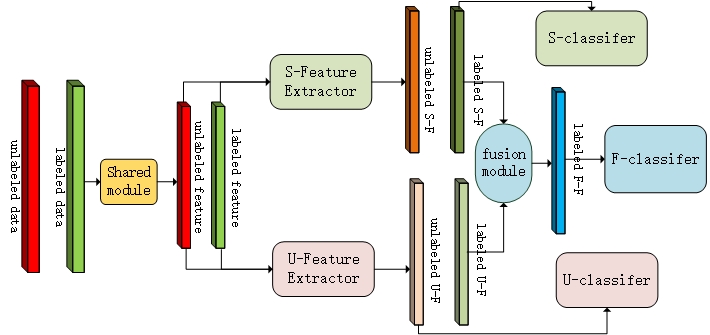 unlabeled data
labeled data
Shared
module
unlabeled feature
labeled feature
S-Feature
Extractor
U-Feature
Extractor
unlabeled S-F
labeled S-F
unlabeled U-F
labeled U-F
fusion
module
labeled F-F
S-classifer
F-classifer
U-classifer